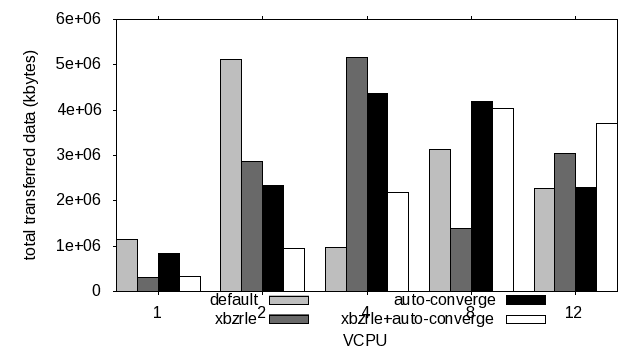 total transferred data (kbytes)
6e+06
5e+06
4e+06
3e+06
2e+06
1e+06
0
default
auto-converge
xbzrle
xbzrle+auto-converge
1
2
4
8
12
VCPU